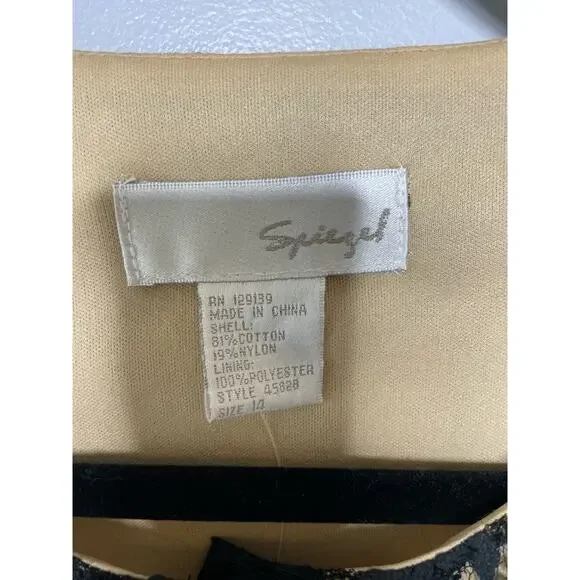 Spiegel
RN 129139
MADE IN CHINA
SHELL:
81%COTTON
19%NYLON
LINING:
100%POLYESTER
STYLE 45828
SIZE 14